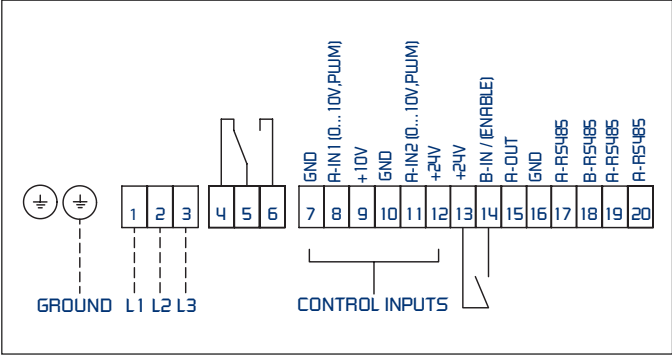 GND
A-IN1 (0...10V,PWM)
+10V
GND
A-IN2 (0...10V,PWM)
+24V
+24V
B-IN / (ENABLE)
A-OUT
GND
A-RS485
B-RS485
A-RS485
A-RS485
1 2 3 4 5 6 7 8 9 10 11 12 13 14 15 16 17 18 19 20
GROUND L1 L2 L3 CONTROL INPUTS